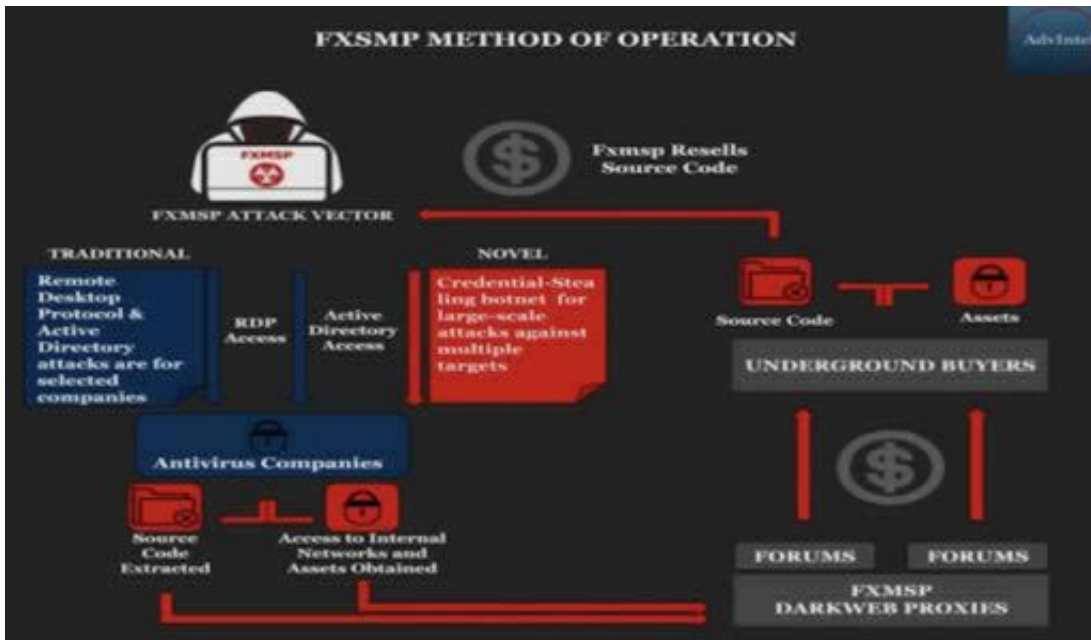 FXSMP METHOD OF OPERATION
AdvInte
FXMSP
Fxmsp Resells
Source Code
FXMSP ATTACK VECTOR
TRADITIONAL
Remote
Desktop
Protocol &
Active
Directory
attacks are for
selected
companies
RDP
Access
Active
Directory
Access
NOVEL
Credential-Stea
ling botnet for
large-scale
attacks against
multiple
targets
Source Code
Assets
UNDERGROUND BUYERS
Antivirus Companies
Source
Code
Extracted
Access to Internal
Networks and
Assets Obtained
$
$
FORUMS
FORUMS
FXMSP
DARKWEB PROXIES